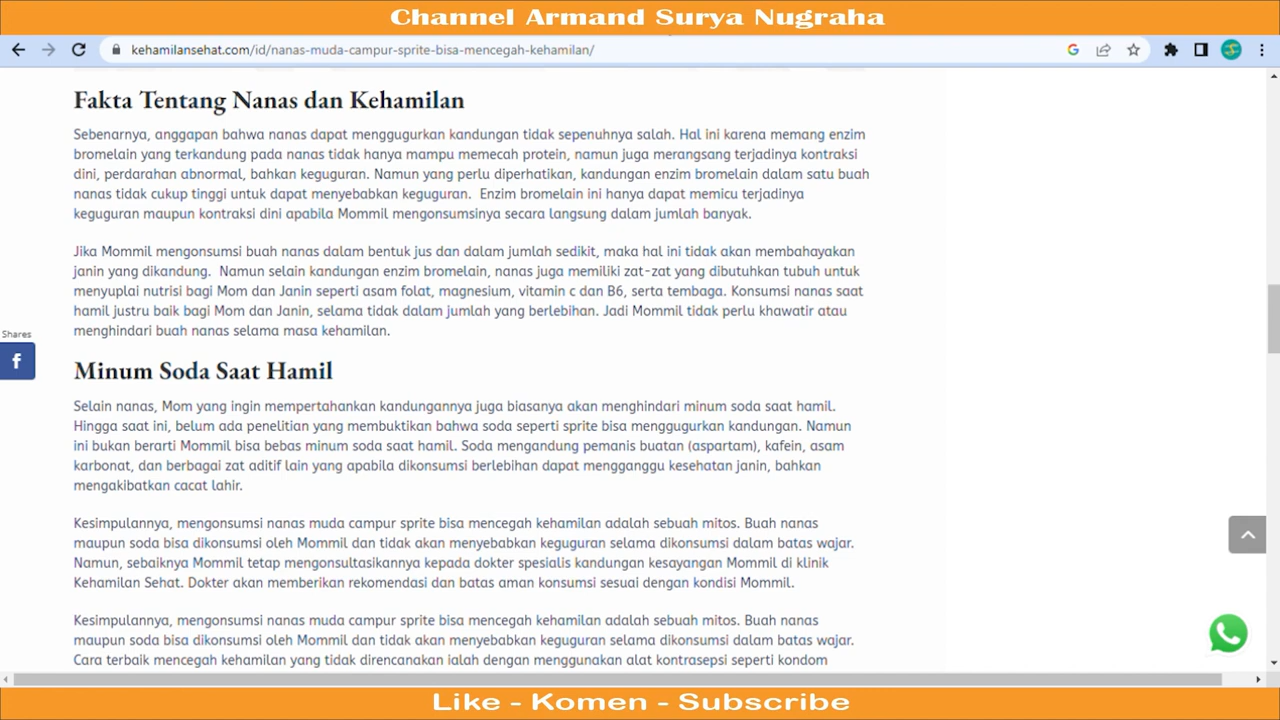 Channel Armand Surya Nugraha
kehamilansehat.com/id/nanas-muda-campur-sprite-bisa-mencegah-kehamilan/
Fakta Tentang Nanas dan Kehamilan
Sebenarnya, anggapan bahwa nanas dapat menggugurkan kandungan tidak sepenuhnya salah. Hal ini karena memang enzim
bromelain yang terkandung pada nanas tidak hanya mampu memecah protein, namun juga merangsang terjadinya kontraksi
dini, perdarahan abnormal, bahkan keguguran. Namun yang perlu diperhatikan, kandungan enzim bromelain dalam satu buah
nanas tidak cukup tinggi untuk dapat menyebabkan keguguran.  Enzim bromelain ini hanya dapat memicu terjadinya
keguguran maupun kontraksi dini apabila Mommil mengonsumsinya secara langsung dalam jumlah banyak.
Jika Mommil mengonsumsi buah nanas dalam bentuk jus dan dalam jumlah sedikit, maka hal ini tidak akan membahayakan
janin yang dikandung.  Namun selain kandungan enzim bromelain, nanas juga memiliki zat-zat yang dibutuhkan tubuh untuk
menyuplai nutrisi bagi Mom dan Janin seperti asam folat, magnesium, vitamin c dan B6, serta tembaga. Konsumsi nanas saat
hamil justru baik bagi Mom dan Janin, selama tidak dalam jumlah yang berlebihan. Jadi Mommil tidak perlu khawatir atau
menghindari buah nanas selama masa kehamilan.
Shares
f
Minum Soda Saat Hamil
Selain nanas, Mom yang ingin mempertahankan kandungannya juga biasanya akan menghindari minum soda saat hamil.
Hingga saat ini, belum ada penelitian yang membuktikan bahwa soda seperti sprite bisa menggugurkan kandungan. Namun
ini bukan berarti Mommil bisa bebas minum soda saat hamil. Soda mengandung pemanis buatan (aspartam), kafein, asam
karbonat, dan berbagai zat aditif lain yang apabila dikonsumsi berlebihan dapat mengganggu kesehatan janin, bahkan
mengakibatkan cacat lahir.
Kesimpulannya, mengonsumsi nanas muda campur sprite bisa mencegah kehamilan adalah sebuah mitos. Buah nanas
maupun soda bisa dikonsumsi oleh Mommil dan tidak akan menyebabkan keguguran selama dikonsumsi dalam batas wajar.
Namun, sebaiknya Mommil tetap mengonsultasikannya kepada dokter spesialis kandungan kesayangan Mommil di klinik
Kehamilan Sehat. Dokter akan memberikan rekomendasi dan batas aman konsumsi sesuai dengan kondisi Mommil.
Kesimpulannya, mengonsumsi nanas muda campur sprite bisa mencegah kehamilan adalah sebuah mitos. Buah nanas
maupun soda bisa dikonsumsi oleh Mommil dan tidak akan menyebabkan keguguran selama dikonsumsi dalam batas wajar.
Cara terbaik mencegah kehamilan yang tidak direncanakan ialah dengan menggunakan alat kontrasepsi seperti kondom
Like - Komen - Subscribe